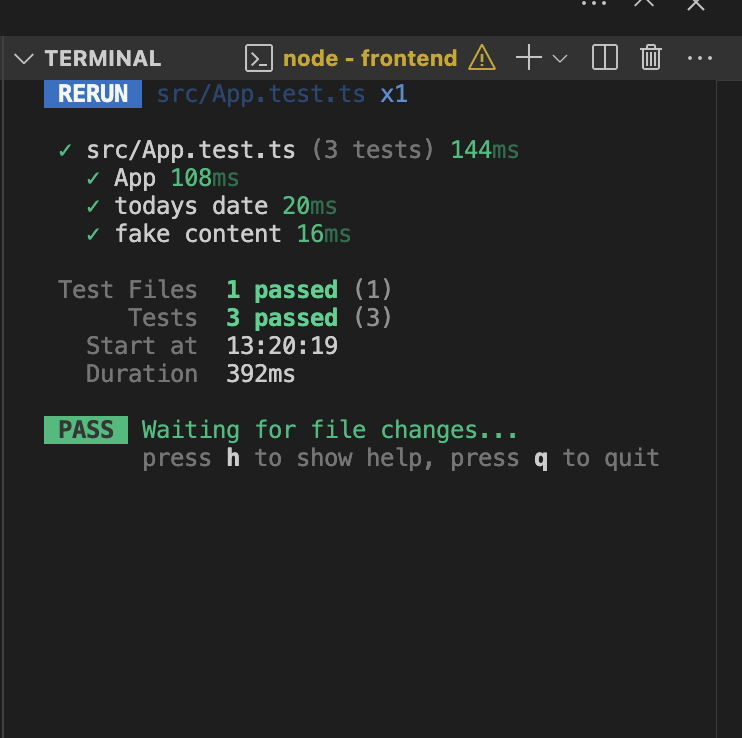 TERMINAL node - frontend
RERUN src/App.test.ts x1
✓ src/App.test.ts (3 tests) 144ms
✓ App 108ms
✓ todays date 20ms
✓ fake content 16ms
Test Files 1 passed (1)
Tests 3 passed (3)
Start at 13:20:19
Duration 392ms
PASS Waiting for file changes...
press h to show help, press q to quit